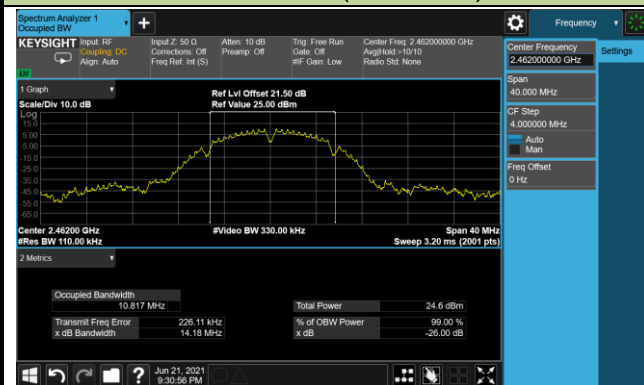 Spectrum Analyzer 1
Occupied BW
Frequency
KEYSIGHT
Input: RF
Coupling: DC
Align: Auto
Input Z: 50 Ω
Corrections: Off
Freq Ref: Int (S)
Atten: 10 dB
Preamp: Off
Trig: Free Run
Gate: Off
#IF Gain: Low
Center Freq: 2.462000000 GHz
Avg|Hold:>10/10
Radio Std: None
Center Frequency
2.462000000 GHz
Settings
Span
40.000 MHz
CF Step
4.000000 MHz
Auto
Man
Freq Offset
0 Hz
1 Graph
Scale/Div 10.0 dB
Ref Lvl Offset 21.50 dB
Ref Value 25.00 dBm
Log
15.0
5.00
-5.00
-15.0
-25.0
-35.0
-45.0
-55.0
-65.0
Center 2.46200 GHz
#Video BW 330.00 kHz
Span 40 MHz
#Res BW 110.00 kHz
Sweep 3.20 ms (2001 pts)
2 Metrics
Occupied Bandwidth
10.817 MHz
Total Power
24.6 dBm
Transmit Freq Error
226.11 kHz
% of OBW Power
99.00 %
x dB Bandwidth
14.18 MHz
x dB
-26.00 dB
Jun 21, 2021
9:30:56 PM